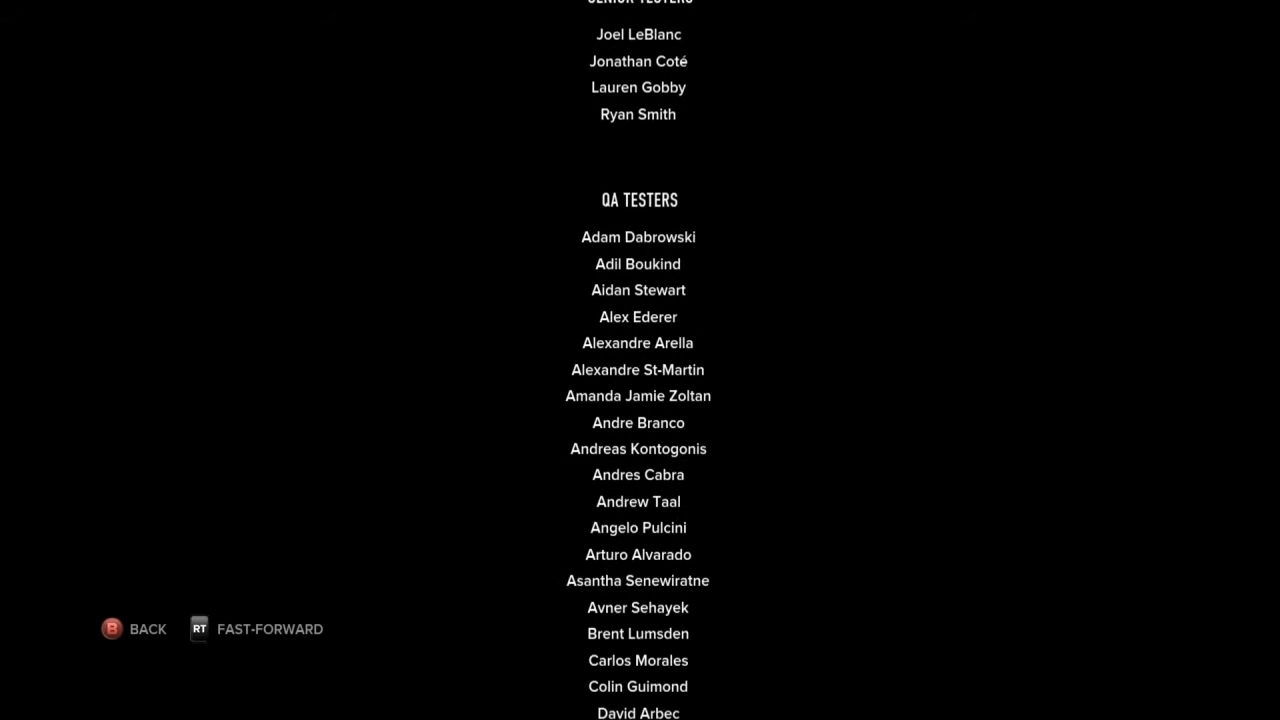 SENIOR TESTERS
Joel LeBlanc
Jonathan Coté
Lauren Gobby
Ryan Smith
QA TESTERS
Adam Dabrowski
Adil Boukind
Aidan Stewart
Alex Ederer
Alexandre Arella
Alexandre St-Martin
Amanda Jamie Zoltan
Andre Branco
Andreas Kontogonis
Andres Cabra
Andrew Taal
Angelo Pulcini
Arturo Alvarado
Asantha Senewiratne
Avner Sehayek
Brent Lumsden
Carlos Morales
Colin Guimond
David Arbec
B BACK RT FAST-FORWARD